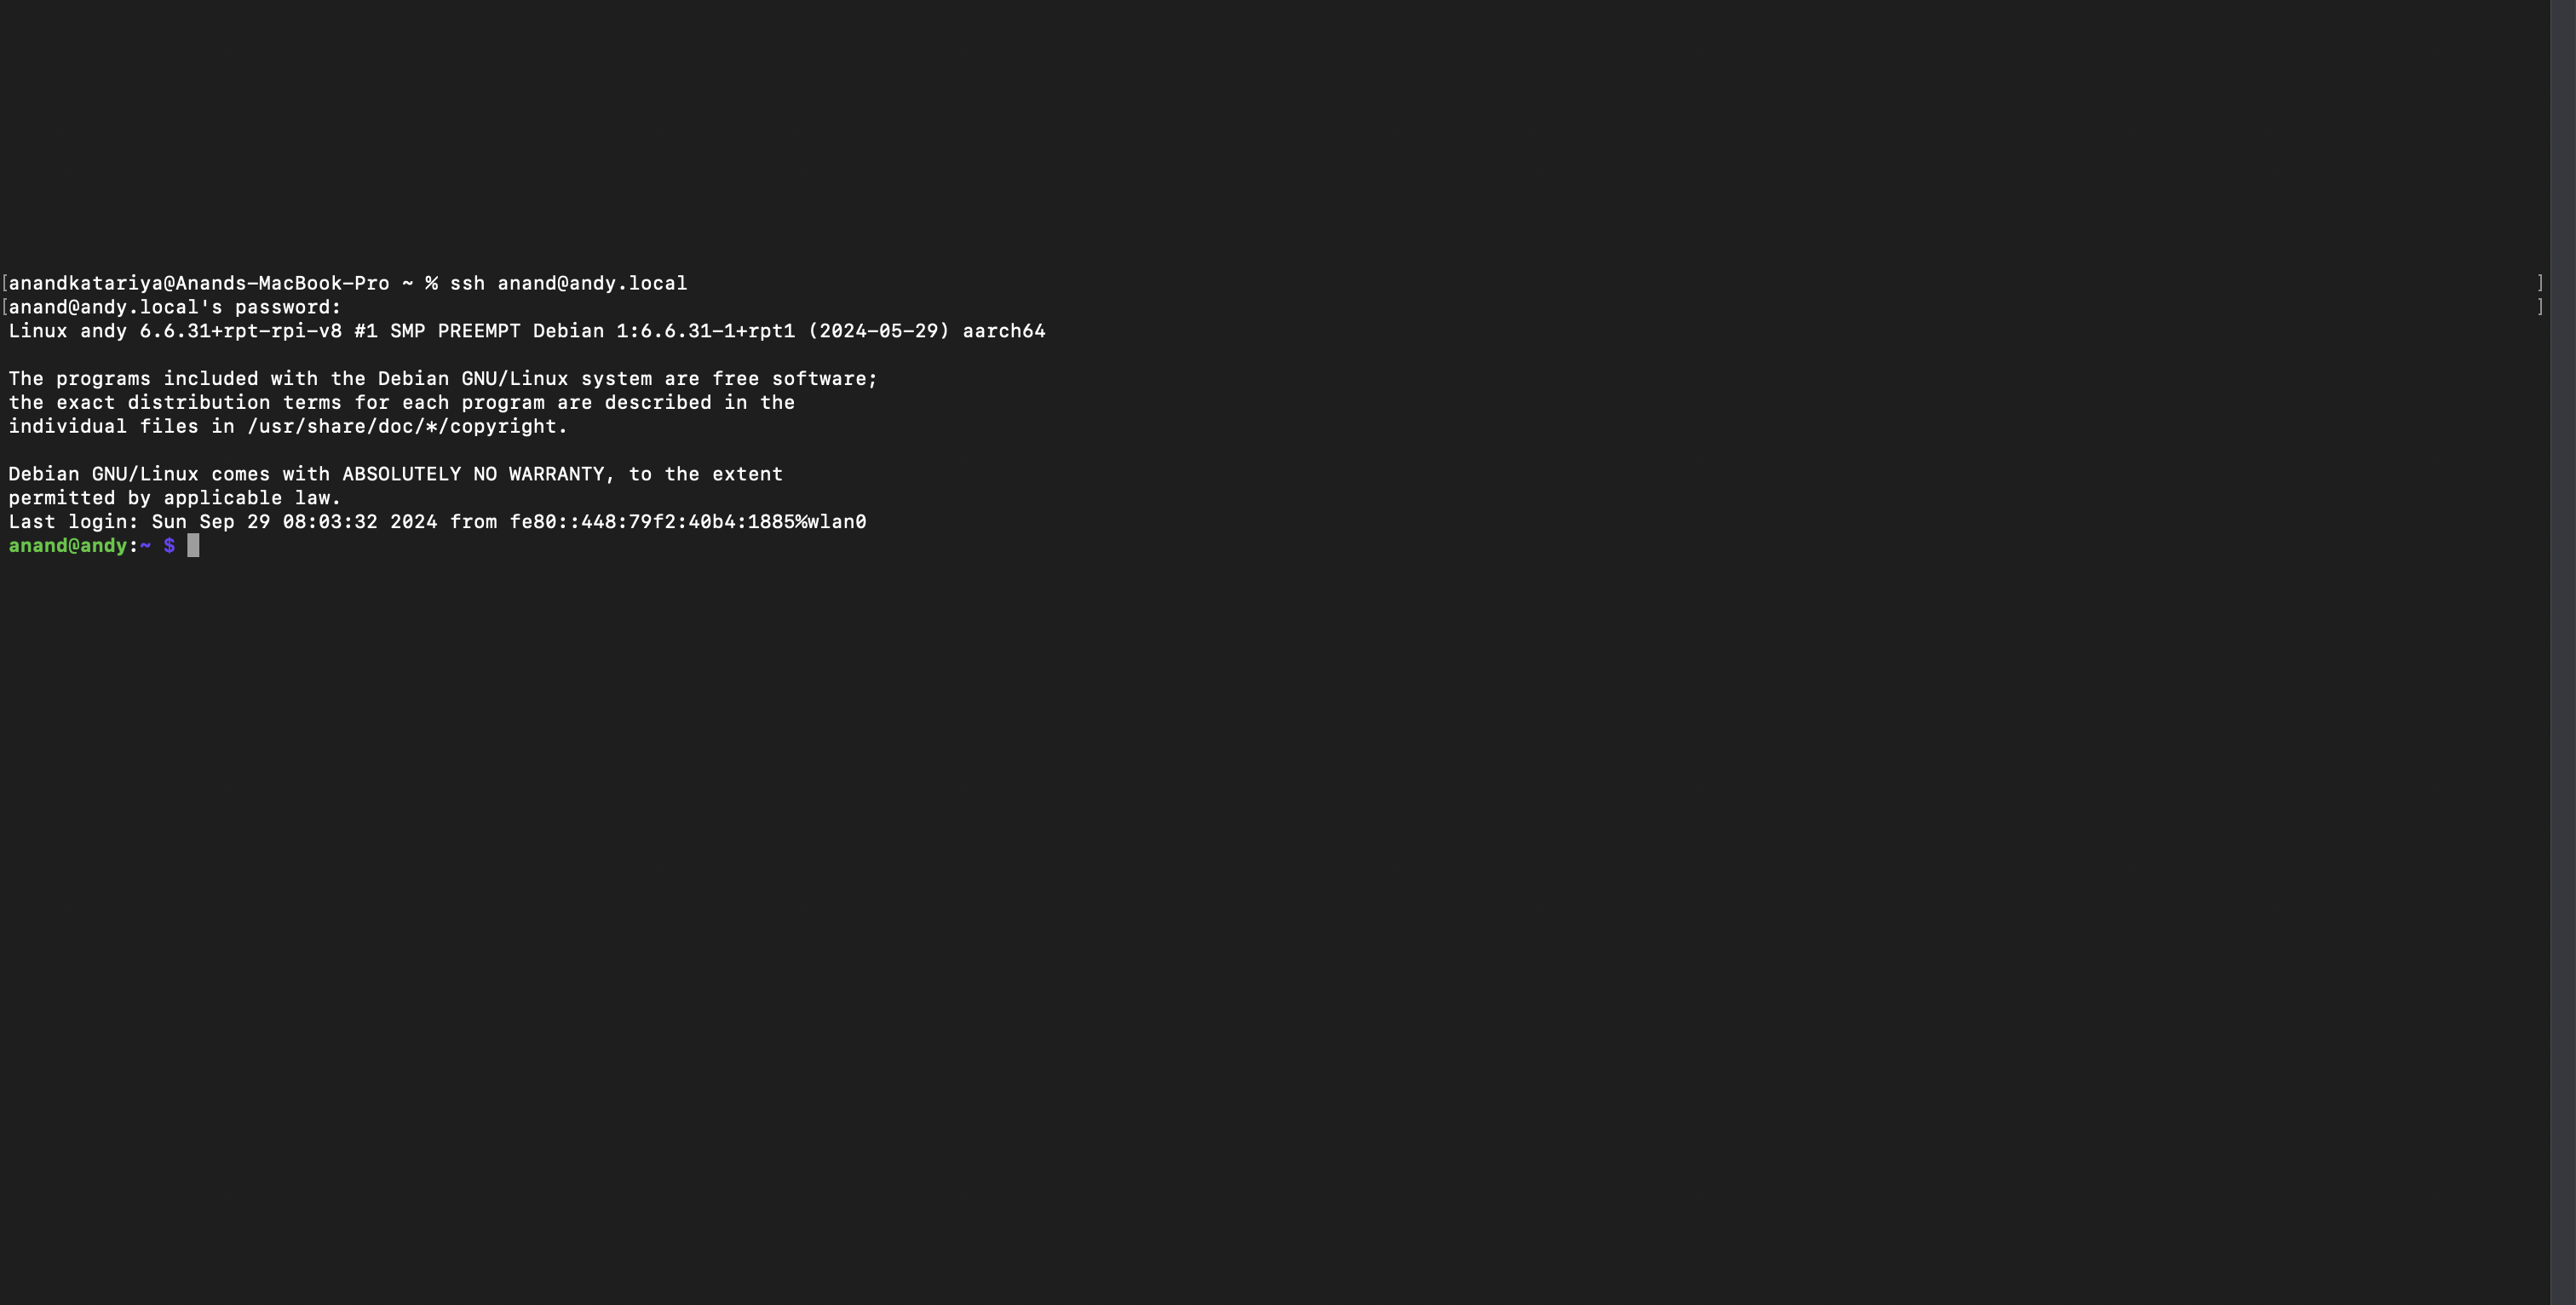 [anandkatariya@Anands-MacBook-Pro ~ % ssh anand@andy.local ]
[anand@andy.local's password: ]
Linux andy 6.6.31+rpt-rpi-v8 #1 SMP PREEMPT Debian 1:6.6.31-1+rpt1 (2024-05-29) aarch64
The programs included with the Debian GNU/Linux system are free software;
the exact distribution terms for each program are described in the
individual files in /usr/share/doc/*/copyright.
Debian GNU/Linux comes with ABSOLUTELY NO WARRANTY, to the extent
permitted by applicable law.
Last login: Sun Sep 29 08:03:32 2024 from fe80::448:79f2:40b4:1885%wlan0
anand@andy:~ $